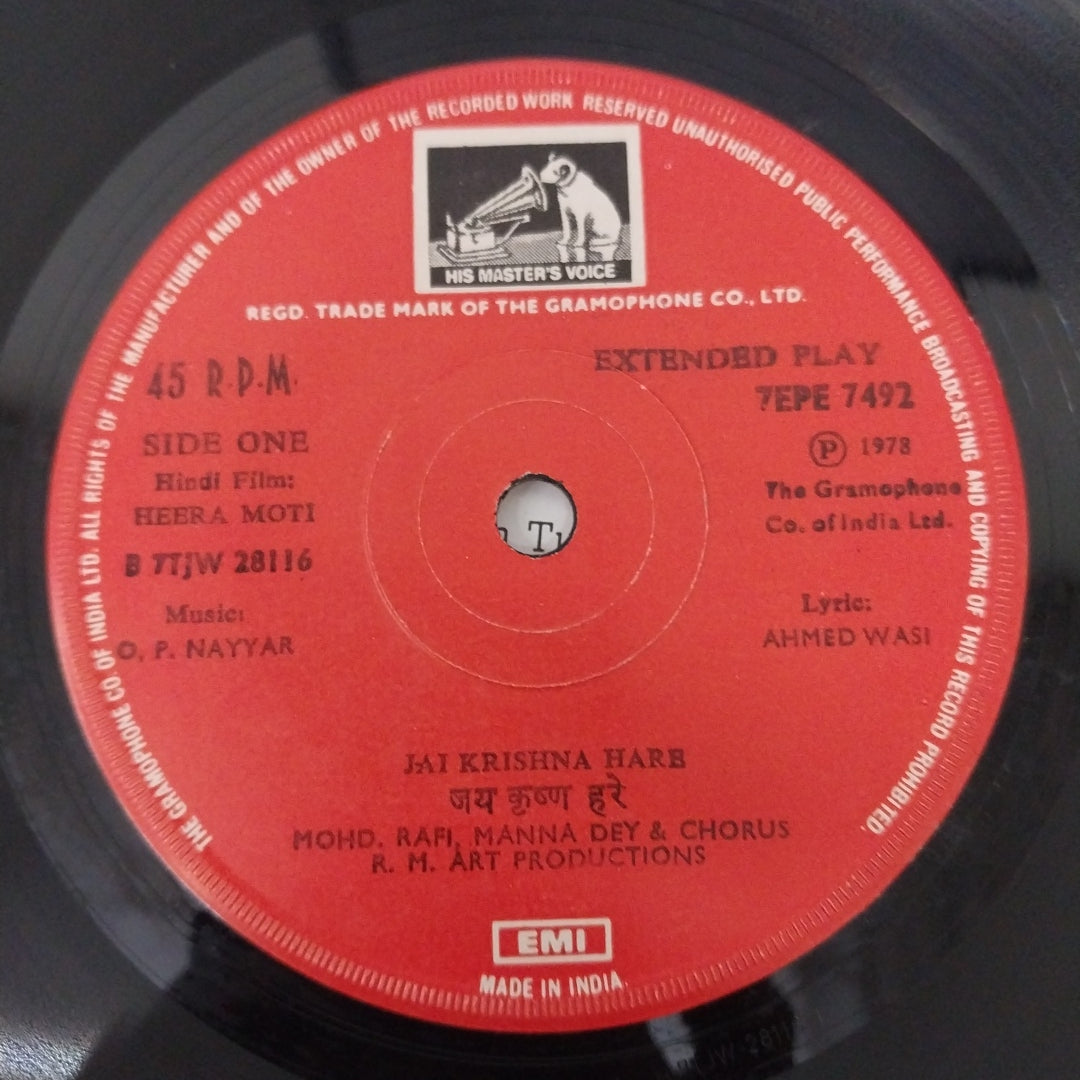 THE GRAMOPHONE CO OF INDIA LTD. ALL RIGHTS OF THE MANUFACTURER AND OF THE OWNER OF THE RECORDED WORK RESERVED UNAUTHORISED PUBLIC PERFORMANCE BROADCASTING AND COPYING OF THIS RECORD PROHIBITED.
HIS MASTER'S VOICE
REGD. TRADE MARK OF THE GRAMOPHONE CO., LTD.
45 R.P.M.
SIDE ONE
Hindi Film:
HEERA MOTI
B 7TJW 28116
Music:
O. P. NAYYAR
EXTENDED PLAY
7EPE 7492
Ⓟ 1978
The Gramophone
Co. of India Ltd.
Lyric:
AHMED WASI
JAI KRISHNA HARE
जय कृष्ण हरे
MOHD. RAFI, MANNA DEY & CHORUS
R. M. ART PRODUCTIONS
EMI
MADE IN INDIA